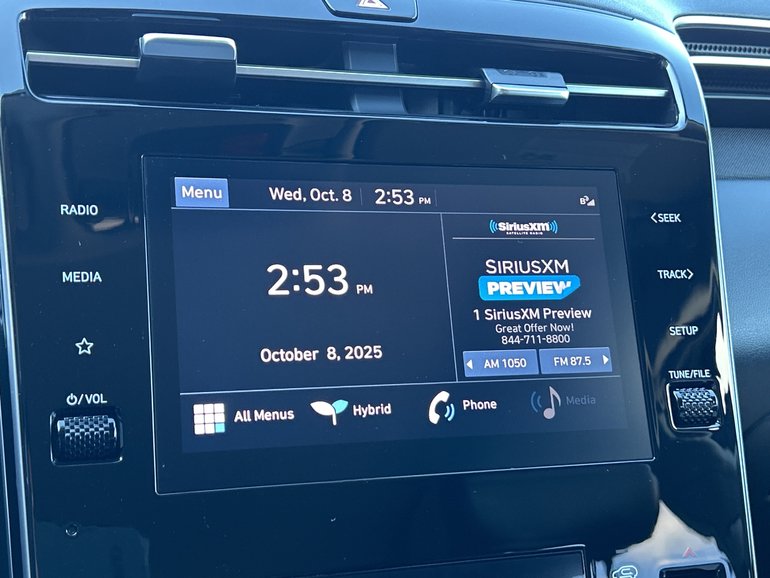 Menu Wed, Oct. 8 2:53 PM
RADIO
MEDIA
⏻/VOL
2:53 PM
October 8, 2025
((SiriusXM))
SATELLITE RADIO
SIRIUSXM
PREVIEW
1 SiriusXM Preview
Great Offer Now!
844-711-8800
AM 1050 FM 87.5
All Menus Hybrid Phone Media
<SEEK
TRACK>
SETUP
TUNE/FILE